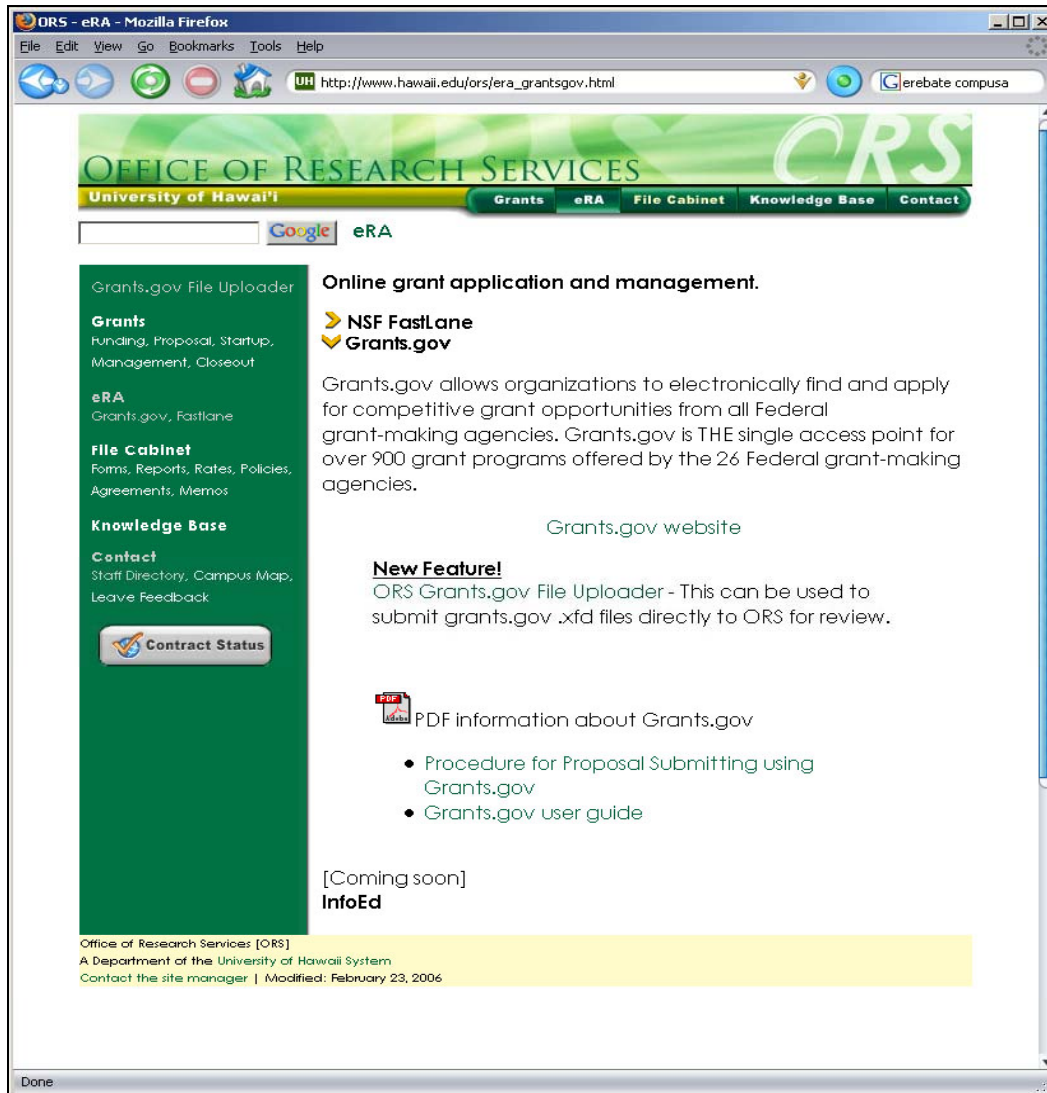 ORS - eRA - Mozilla Firefox
File Edit View Go Bookmarks Tools Help
UH http://www.hawaii.edu/ors/era_grantsgov.html
G erebate compusa
ORS
OFFICE OF RESEARCH SERVICES
University of Hawai'i
Grants eRA File Cabinet Knowledge Base Contact
Google eRA
Grants.gov File Uploader
Grants
Funding, Proposal, Startup,
Management, Closeout
eRA
Grants.gov, Fastlane
File Cabinet
Forms, Reports, Rates, Policies,
Agreements, Memos
Knowledge Base
Contact
Staff Directory, Campus Map,
Leave Feedback
Contract Status
Online grant application and management.
NSF FastLane
Grants.gov
Grants.gov allows organizations to electronically find and apply
for competitive grant opportunities from all Federal
grant-making agencies. Grants.gov is THE single access point for
over 900 grant programs offered by the 26 Federal grant-making
agencies.
Grants.gov website
New Feature!
ORS Grants.gov File Uploader - This can be used to
submit grants.gov .xfd files directly to ORS for review.
PDF
Adobe
PDF information about Grants.gov
• Procedure for Proposal Submitting using
Grants.gov
• Grants.gov user guide
[Coming soon]
InfoEd
Office of Research Services [ORS]
A Department of the University of Hawaii System
Contact the site manager | Modified: February 23, 2006
Done